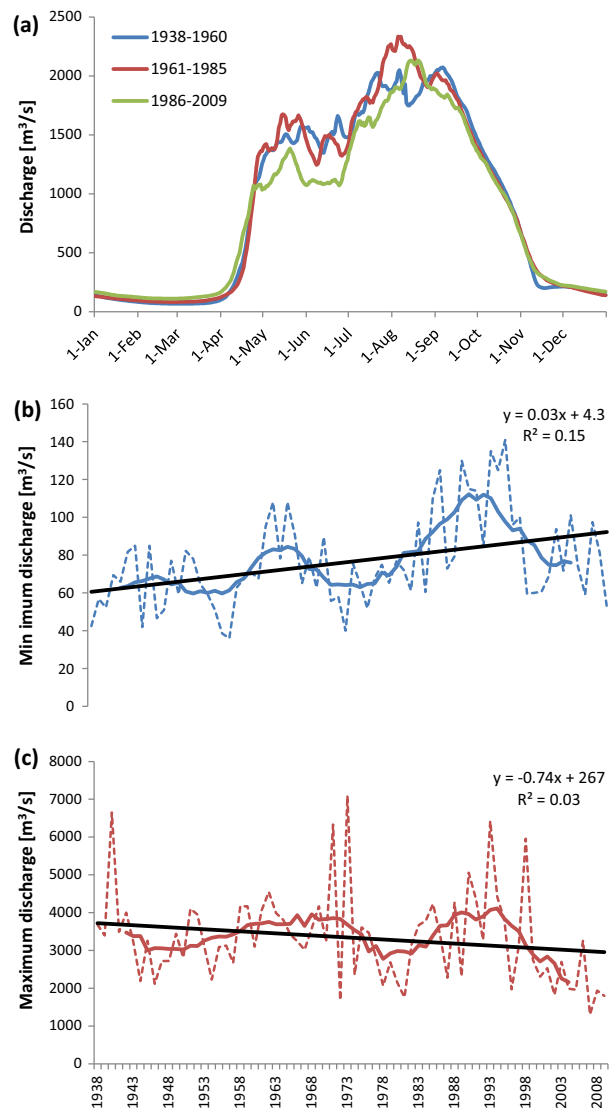 (a)
1938-1960
1961-1985
1986-2009
Discharge [m³/s]
2500
2000
1500
1000
500
0
1-Jan
1-Feb
1-Mar
1-Apr
1-May
1-Jun
1-Jul
1-Aug
1-Sep
1-Oct
1-Nov
1-Dec
(b)
y = 0.03x + 4.3
R² = 0.15
Min imum discharge [m³/s]
160
140
120
100
80
60
40
20
0
(c)
y = -0.74x + 267
R² = 0.03
Maximum discharge [m³/s]
8000
7000
6000
5000
4000
3000
2000
1000
0
1938
1943
1948
1953
1958
1963
1968
1973
1978
1983
1988
1993
1998
2003
2008